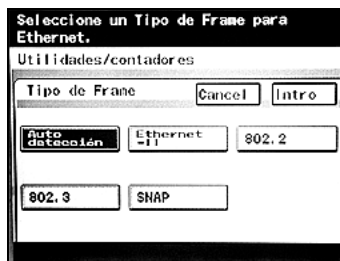 Seleccione un Tipo de Frame para
Ethernet.
Utilidades/contadores
Tipo de Frame
Cancel
Intro
Auto
detección
Ethernet
-II
802.2
802.3
SNAP